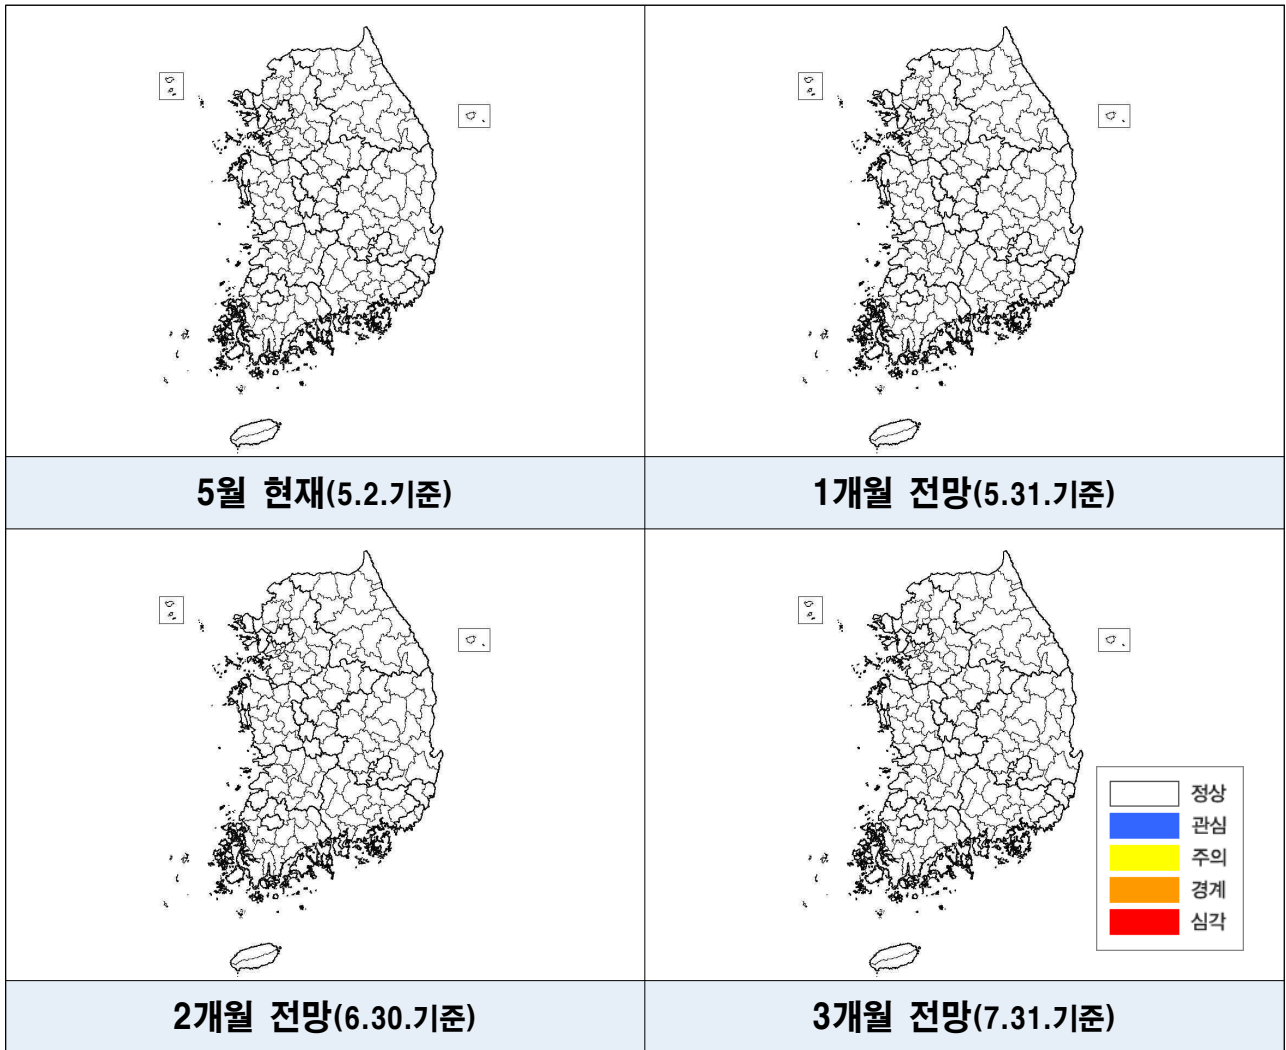 5월 현재(5.2.기준)
1개월 전망(5.31.기준)
정상
관심
주의
경계
심각
2개월 전망(6.30.기준)
3개월 전망(7.31.기준)